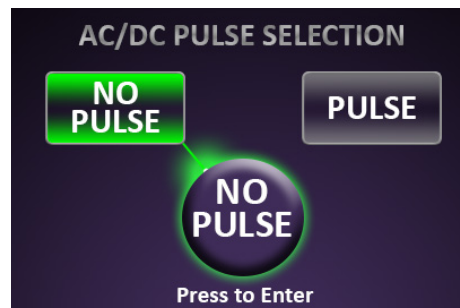 AC/DC PULSE SELECTION
NO
PULSE
PULSE
NO
PULSE
Press to Enter